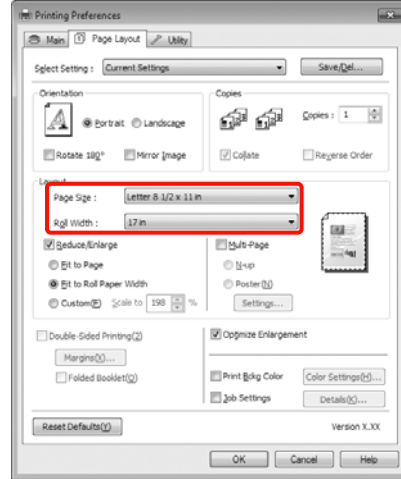 Printing Preferences
Main Page Layout Utility
Select Setting : Current Settings Save/Del...
Orientation Copies
A Portrait Landscape Copies : 1
Rotate 180° Mirror Image Collate Reverse Order
Layout
Page Size : Letter 8 1/2 x 11 in
Roll Width : 17 in
Reduce/Enlarge Multi-Page
Fit to Page N-up
Fit to Roll Paper Width Poster(N)
Custom(F) Scale to 198 % Settings...
Double-Sided Printing(2) Optimize Enlargement
Margins(X)...
Folded Booklet(Q) Print Bckg Color Color Settings(H)...
Job Settings Details(K)...
Reset Defaults(Y) Version X.XX
OK Cancel Help